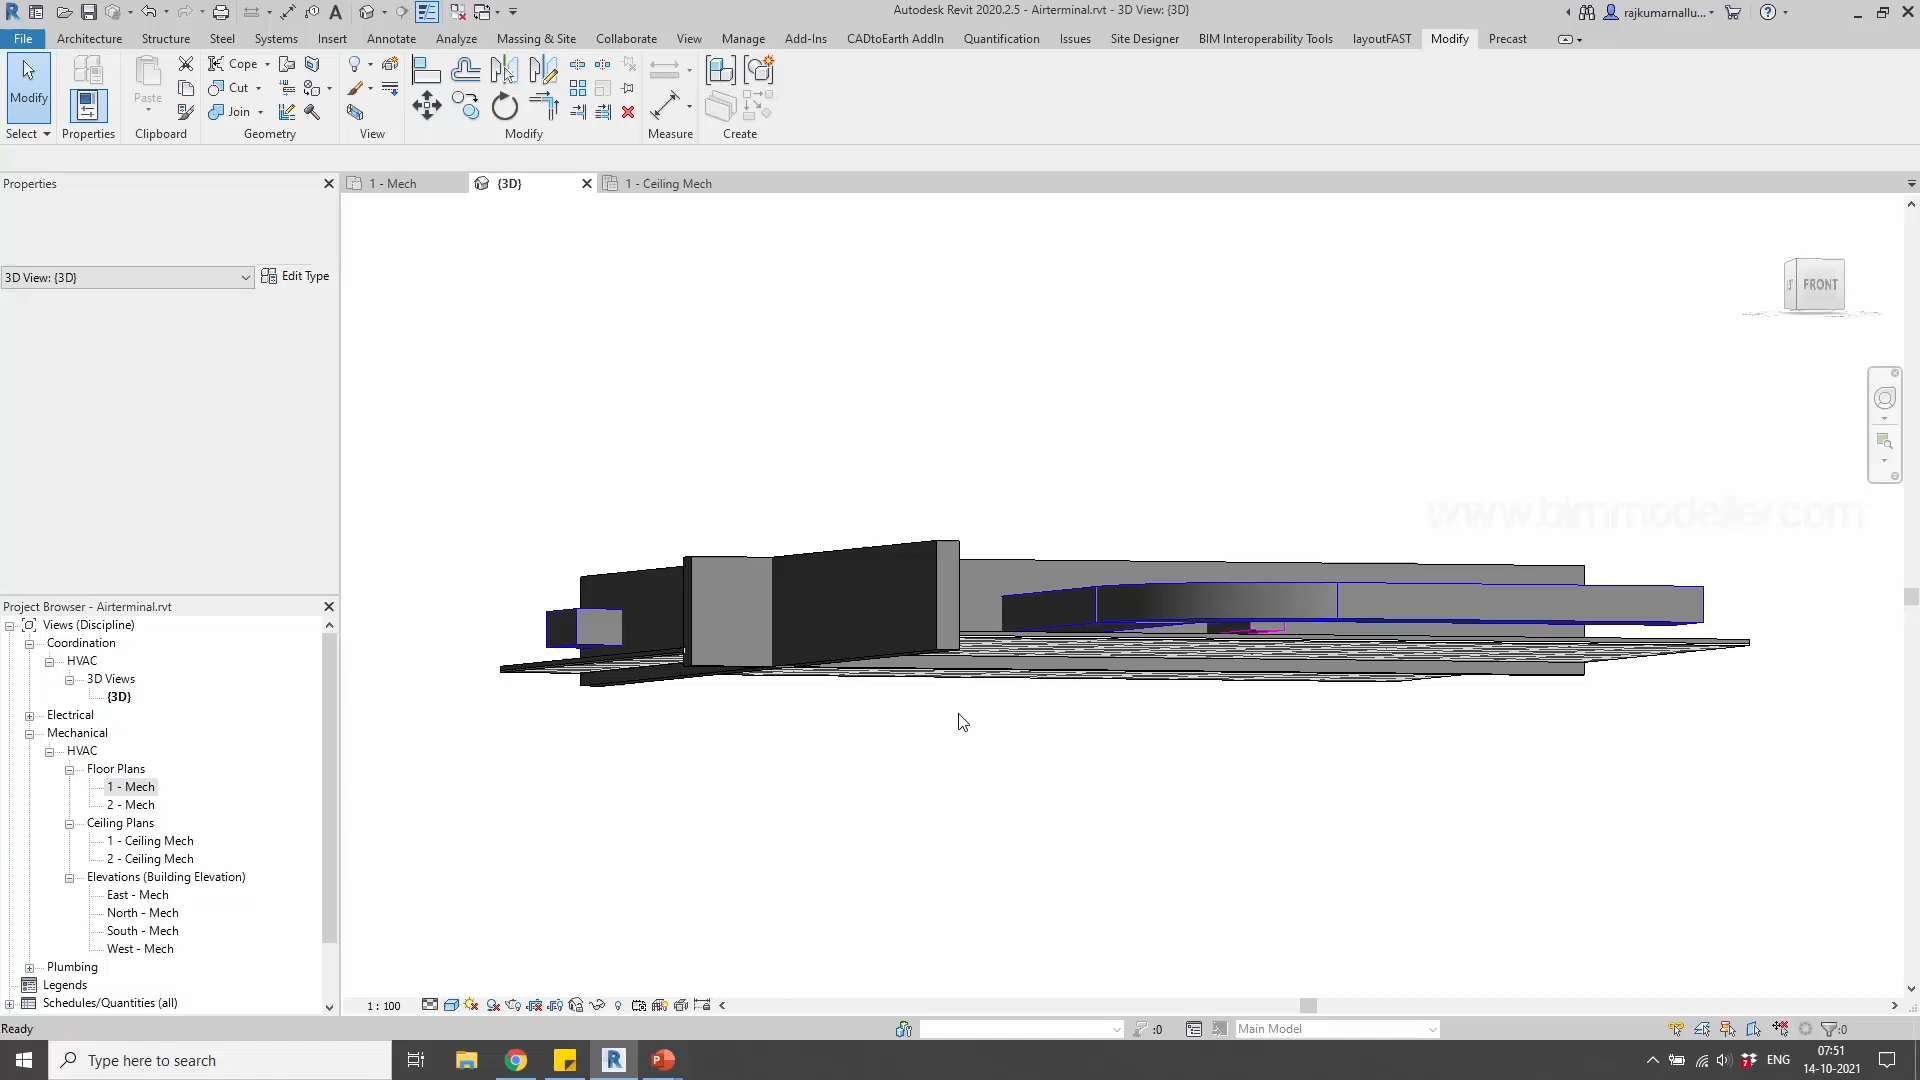 Autodesk Revit 2020.2.5 - Airterminal.rvt - 3D View: {3D}
rajkumarnallu...
File
Architecture
Structure
Steel
Systems
Insert
Annotate
Analyze
Massing & Site
Collaborate
View
Manage
Add-Ins
CADtoEarth AddIn
Quantification
Issues
Site Designer
BIM Interoperability Tools
layoutFAST
Modify
Precast
Modify
Paste
Cope
Cut
Join
Select
Properties
Clipboard
Geometry
View
Modify
Measure
Create
Properties
1 - Mech
{3D}
1 - Ceiling Mech
3D View: {3D}
Edit Type
FRONT
www.bimmodeller.com
Project Browser - Airterminal.rvt
Views (Discipline)
Coordination
HVAC
3D Views
{3D}
Electrical
Mechanical
HVAC
Floor Plans
1 - Mech
2 - Mech
Ceiling Plans
1 - Ceiling Mech
2 - Ceiling Mech
Elevations (Building Elevation)
East - Mech
North - Mech
South - Mech
West - Mech
Plumbing
Legends
Schedules/Quantities (all)
1 : 100
Ready
:0
Main Model
:0
Type here to search
ENG
07:51
14-10-2021